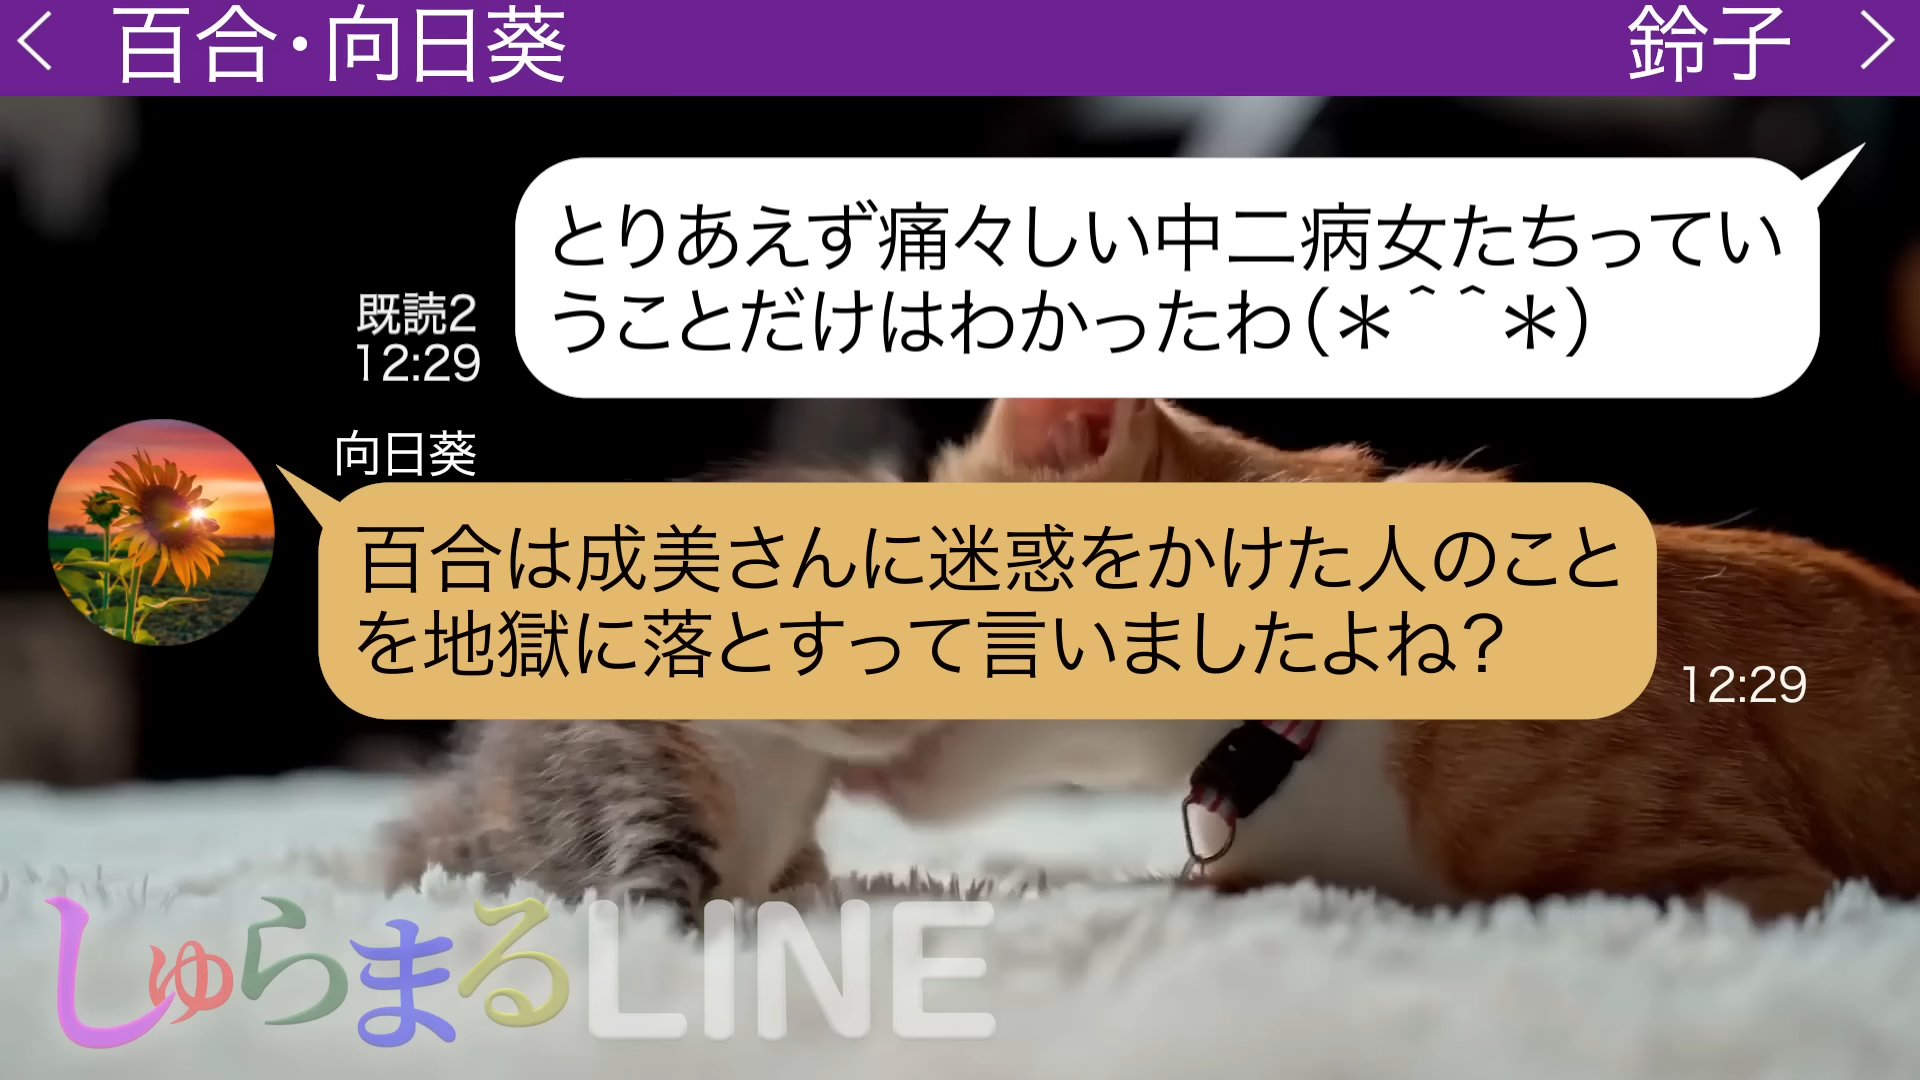 百合・向日葵
鈴子
とりあえず痛々しい中二病女たちってい
うことだけはわかったわ(＊＾＾＊)
既読2
12:29
向日葵
百合は成美さんに迷惑をかけた人のこと
を地獄に落とすって言いましたよね？
12:29
しゅらまるLINE